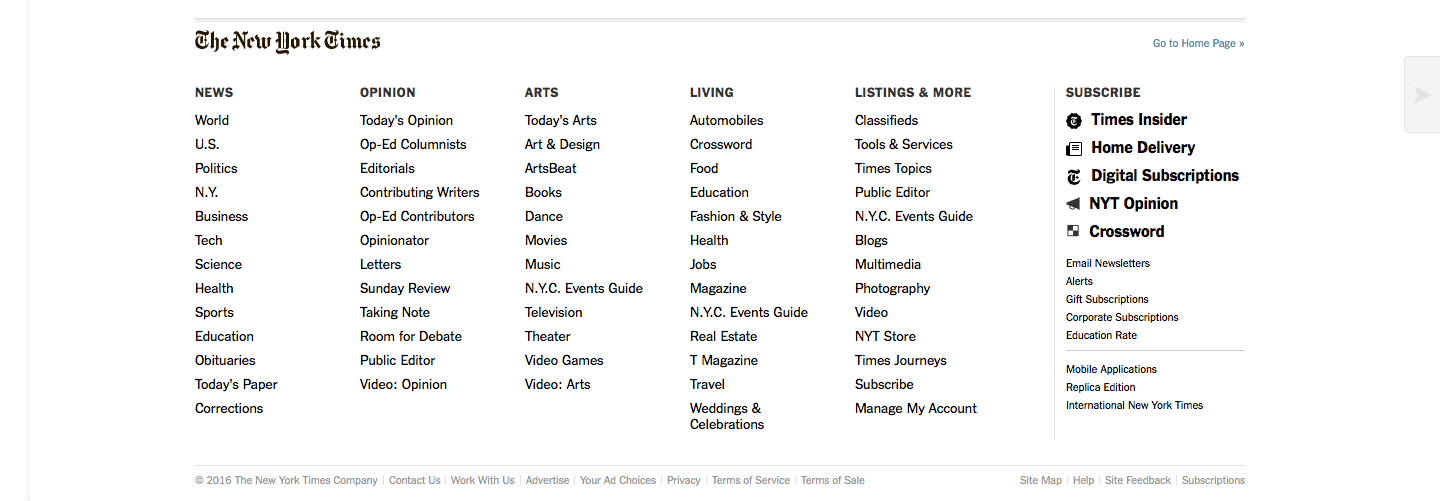 The New York Times
Go to Home Page »
NEWS
World
U.S.
Politics
N.Y.
Business
Tech
Science
Health
Sports
Education
Obituaries
Today's Paper
Corrections
OPINION
Today's Opinion
Op-Ed Columnists
Editorials
Contributing Writers
Op-Ed Contributors
Opinionator
Letters
Sunday Review
Taking Note
Room for Debate
Public Editor
Video: Opinion
ARTS
Today's Arts
Art & Design
ArtsBeat
Books
Dance
Movies
Music
N.Y.C. Events Guide
Television
Theater
Video Games
Video: Arts
LIVING
Automobiles
Crossword
Food
Education
Fashion & Style
Health
Jobs
Magazine
N.Y.C. Events Guide
Real Estate
T Magazine
Travel
Weddings &
Celebrations
LISTINGS & MORE
Classifieds
Tools & Services
Times Topics
Public Editor
N.Y.C. Events Guide
Blogs
Multimedia
Photography
Video
NYT Store
Times Journeys
Subscribe
Manage My Account
SUBSCRIBE
Times Insider
Home Delivery
Digital Subscriptions
NYT Opinion
Crossword
Email Newsletters
Alerts
Gift Subscriptions
Corporate Subscriptions
Education Rate
Mobile Applications
Replica Edition
International New York Times
© 2016 The New York Times Company | Contact Us | Work With Us | Advertise | Your Ad Choices | Privacy | Terms of Service | Terms of Sale
Site Map | Help | Site Feedback | Subscriptions